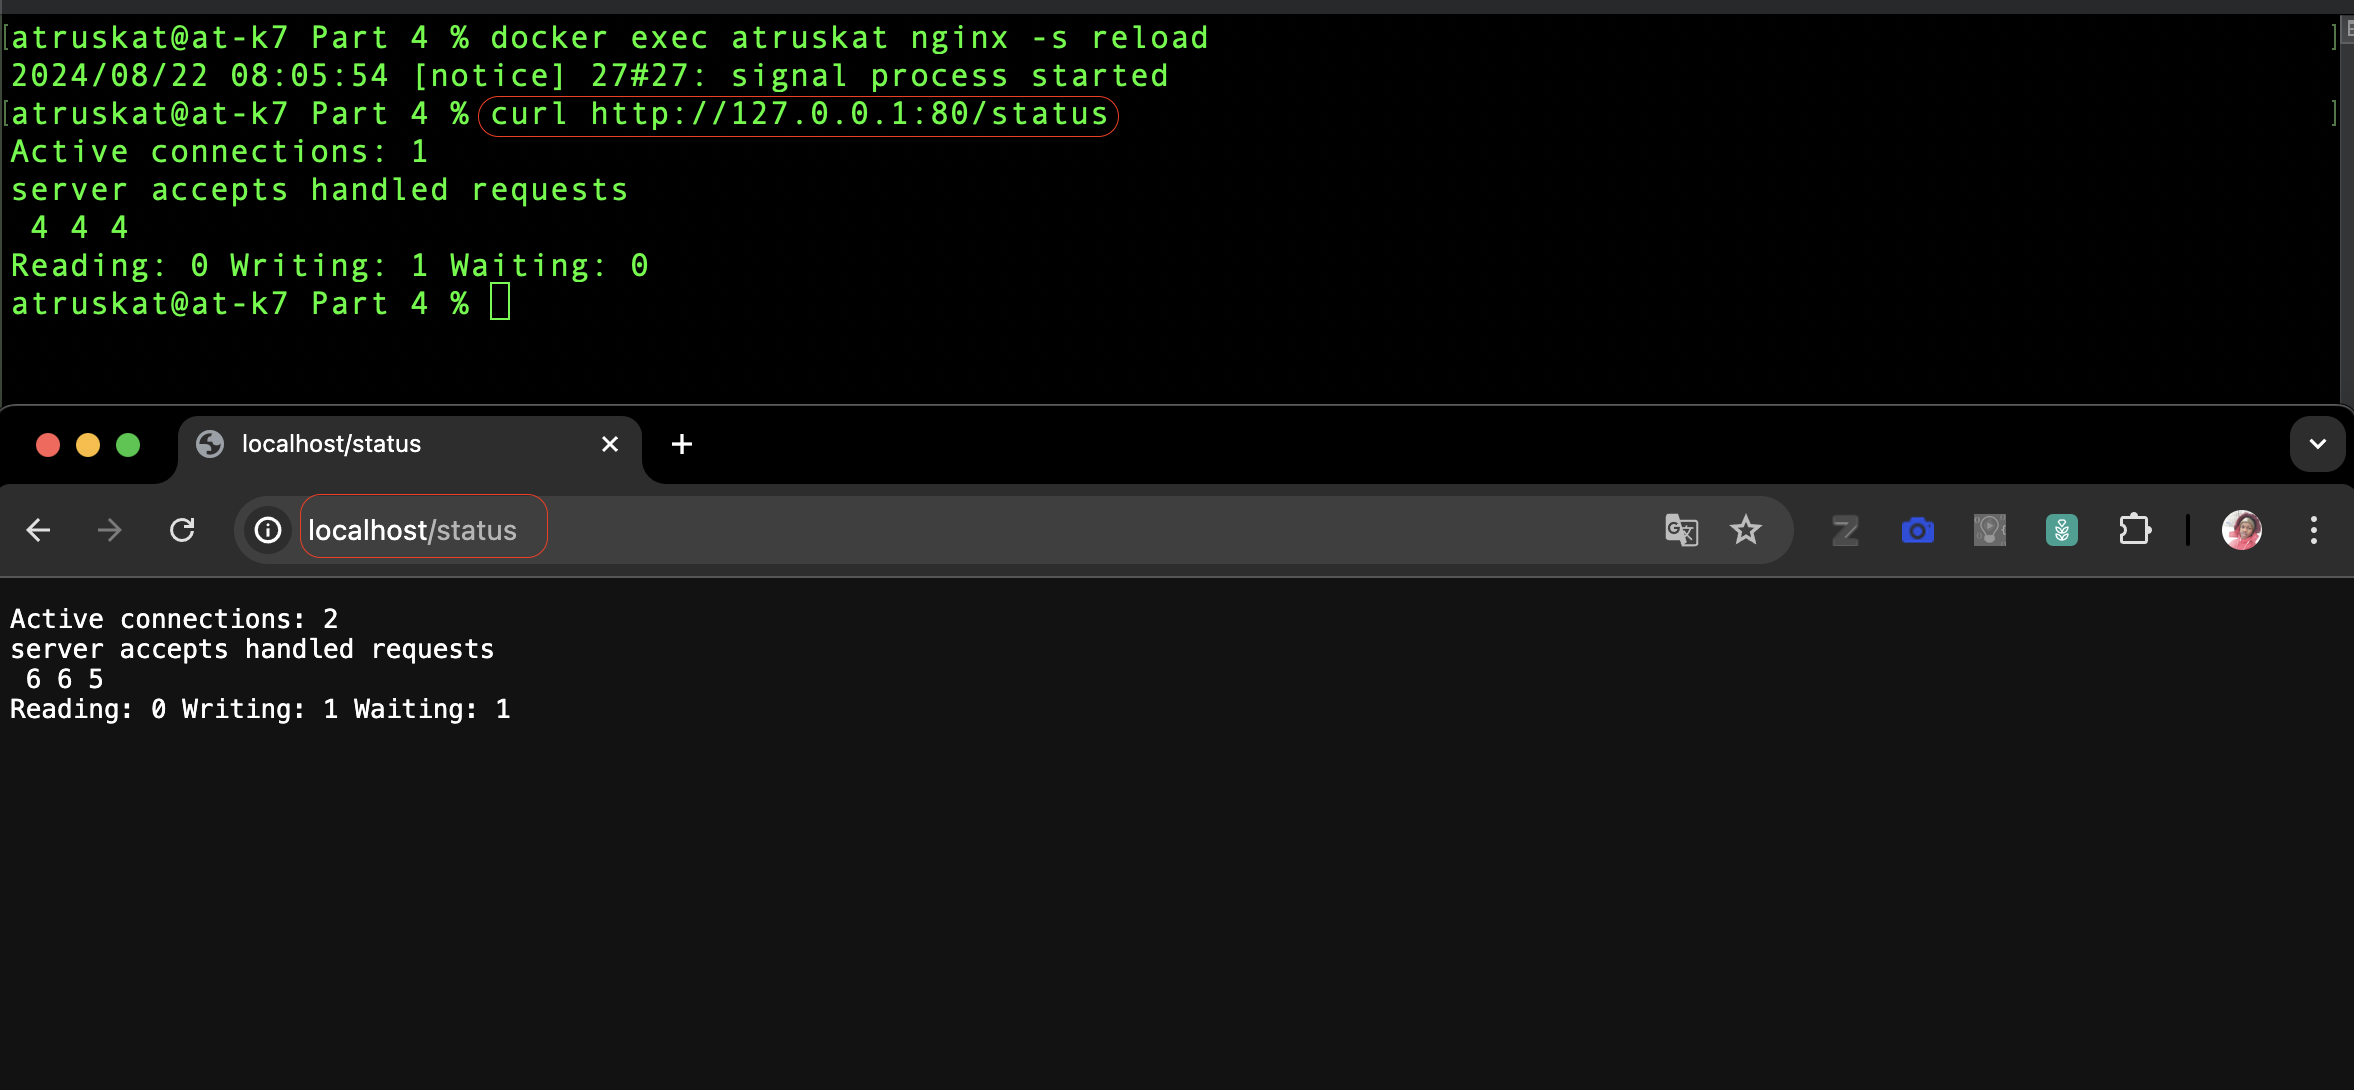 [atruskat@at-k7 Part 4 % docker exec atruskat nginx -s reload ]
2024/08/22 08:05:54 [notice] 27#27: signal process started
[atruskat@at-k7 Part 4 % curl http://127.0.0.1:80/status ]
Active connections: 1
server accepts handled requests
 4 4 4
Reading: 0 Writing: 1 Waiting: 0
atruskat@at-k7 Part 4 %
localhost/status
localhost/status
Active connections: 2
server accepts handled requests
 6 6 5
Reading: 0 Writing: 1 Waiting: 1